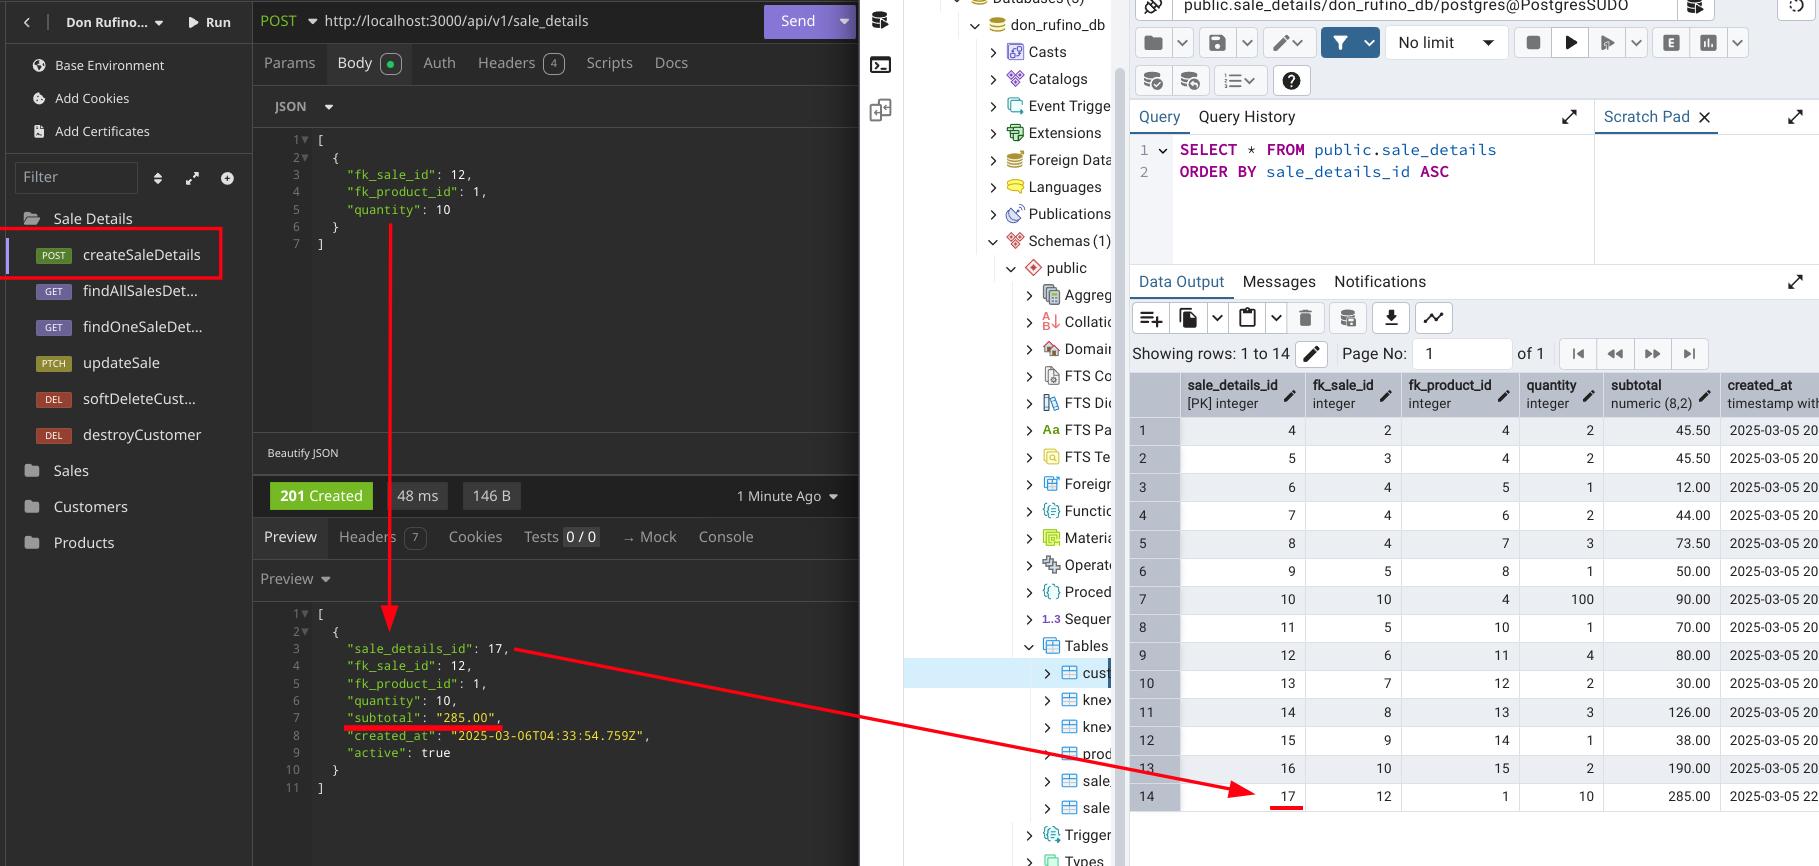 Don Rufino...
Run
Base Environment
Add Cookies
Add Certificates
Filter
Sale Details
POST createSaleDetails
GET findAllSalesDet...
GET findOneSaleDet...
PTCH updateSale
DEL softDeleteCust...
DEL destroyCustomer
Sales
Customers
Products
POST http://localhost:3000/api/v1/sale_details
Send
Params Body Auth Headers 4 Scripts Docs
JSON
1 [
2 {
3 "fk_sale_id": 12,
4 "fk_product_id": 1,
5 "quantity": 10
6 }
7 ]
Beautify JSON
201 Created 48 ms 146 B 1 Minute Ago
Preview Headers 7 Cookies Tests 0 / 0 → Mock Console
Preview
1 [
2 {
3 "sale_details_id": 17,
4 "fk_sale_id": 12,
5 "fk_product_id": 1,
6 "quantity": 10,
7 "subtotal": "285.00",
8 "created_at": "2025-03-06T04:33:54.759Z",
9 "active": true
10 }
11 ]
don_rufino_db
Casts
Catalogs
Event Trigge
Extensions
Foreign Data
Languages
Publications
Schemas (1)
public
Aggreg
Collatic
Domair
FTS Co
FTS Dic
Aa FTS Pa
FTS Te
Foreigr
Functic
Materia
Operate
Proced
1..3 Sequer
Tables
cust
knex
knex
prod
sale
sale
Trigger
Types
public.sale_details/don_rufino_db/postgres@PostgresSUDO
No limit
E
Query Query History
Scratch Pad
1 SELECT * FROM public.sale_details
2 ORDER BY sale_details_id ASC
Data Output Messages Notifications
Showing rows: 1 to 14 Page No: 1 of 1
sale_details_id fk_sale_id fk_product_id quantity subtotal created_at
[PK] integer integer integer integer numeric (8,2) timestamp with
1 4 2 4 2 45.50 2025-03-05 20
2 5 3 4 2 45.50 2025-03-05 20
3 6 4 5 1 12.00 2025-03-05 20
4 7 4 6 2 44.00 2025-03-05 20
5 8 4 7 3 73.50 2025-03-05 20
6 9 5 8 1 50.00 2025-03-05 20
7 10 10 4 100 90.00 2025-03-05 20
8 11 5 10 1 70.00 2025-03-05 20
9 12 6 11 4 80.00 2025-03-05 20
10 13 7 12 2 30.00 2025-03-05 20
11 14 8 13 3 126.00 2025-03-05 20
12 15 9 14 1 38.00 2025-03-05 20
13 16 10 15 2 190.00 2025-03-05 20
14 17 12 1 10 285.00 2025-03-05 22